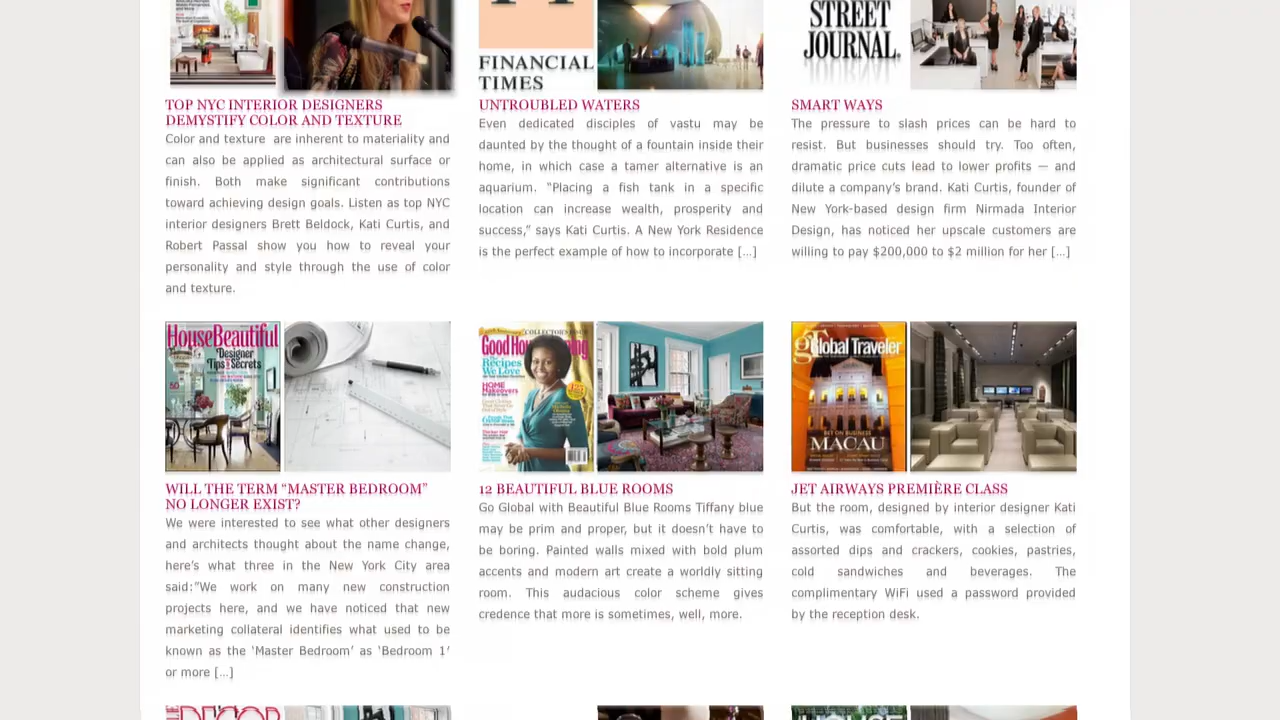 FINANCIAL
TIMES
STREET
JOURNAL.
TOP NYC INTERIOR DESIGNERS
DEMYSTIFY COLOR AND TEXTURE
Color and texture are inherent to materiality and
can also be applied as architectural surface or
finish. Both make significant contributions
toward achieving design goals. Listen as top NYC
interior designers Brett Beldock, Kati Curtis, and
Robert Passal show you how to reveal your
personality and style through the use of color
and texture.
UNTROUBLED WATERS
Even dedicated disciples of vastu may be
daunted by the thought of a fountain inside their
home, in which case a tamer alternative is an
aquarium. “Placing a fish tank in a specific
location can increase wealth, prosperity and
success,” says Kati Curtis. A New York Residence
is the perfect example of how to incorporate […]
SMART WAYS
The pressure to slash prices can be hard to
resist. But businesses should try. Too often,
dramatic price cuts lead to lower profits — and
dilute a company’s brand. Kati Curtis, founder of
New York-based design firm Nirmada Interior
Design, has noticed her upscale customers are
willing to pay $200,000 to $2 million for her […]
HouseBeautiful
Designer
Tips & Secrets
WILL THE TERM “MASTER BEDROOM”
NO LONGER EXIST?
We were interested to see what other designers
and architects thought about the name change,
here’s what three in the New York City area
said:”We work on many new construction
projects here, and we have noticed that new
marketing collateral identifies what used to be
known as the ‘Master Bedroom’ as ‘Bedroom 1’
or more […]
COLLECTOR'S ISSUE
Recipes
We Love
HOME
Makeovers
12 BEAUTIFUL BLUE ROOMS
Go Global with Beautiful Blue Rooms Tiffany blue
may be prim and proper, but it doesn’t have to
be boring. Painted walls mixed with bold plum
accents and modern art create a worldly sitting
room. This audacious color scheme gives
credence that more is sometimes, well, more.
gT
Global Traveler
BET ON BUSINESS
MACAU
JET AIRWAYS PREMIÈRE CLASS
But the room, designed by interior designer Kati
Curtis, was comfortable, with a selection of
assorted dips and crackers, cookies, pastries,
cold sandwiches and beverages. The
complimentary WiFi used a password provided
by the reception desk.